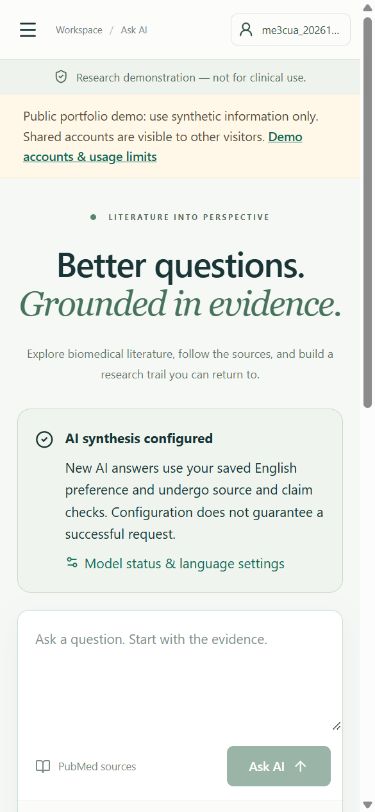 Workspace / Ask AI
me3cua_20261...
Research demonstration — not for clinical use.
Public portfolio demo: use synthetic information only.
Shared accounts are visible to other visitors. Demo
accounts & usage limits
LITERATURE INTO PERSPECTIVE
Better questions.
Grounded in evidence.
Explore biomedical literature, follow the sources, and build a
research trail you can return to.
AI synthesis configured
New AI answers use your saved English
preference and undergo source and claim
checks. Configuration does not guarantee a
successful request.
Model status & language settings
Ask a question. Start with the evidence.
PubMed sources
Ask AI